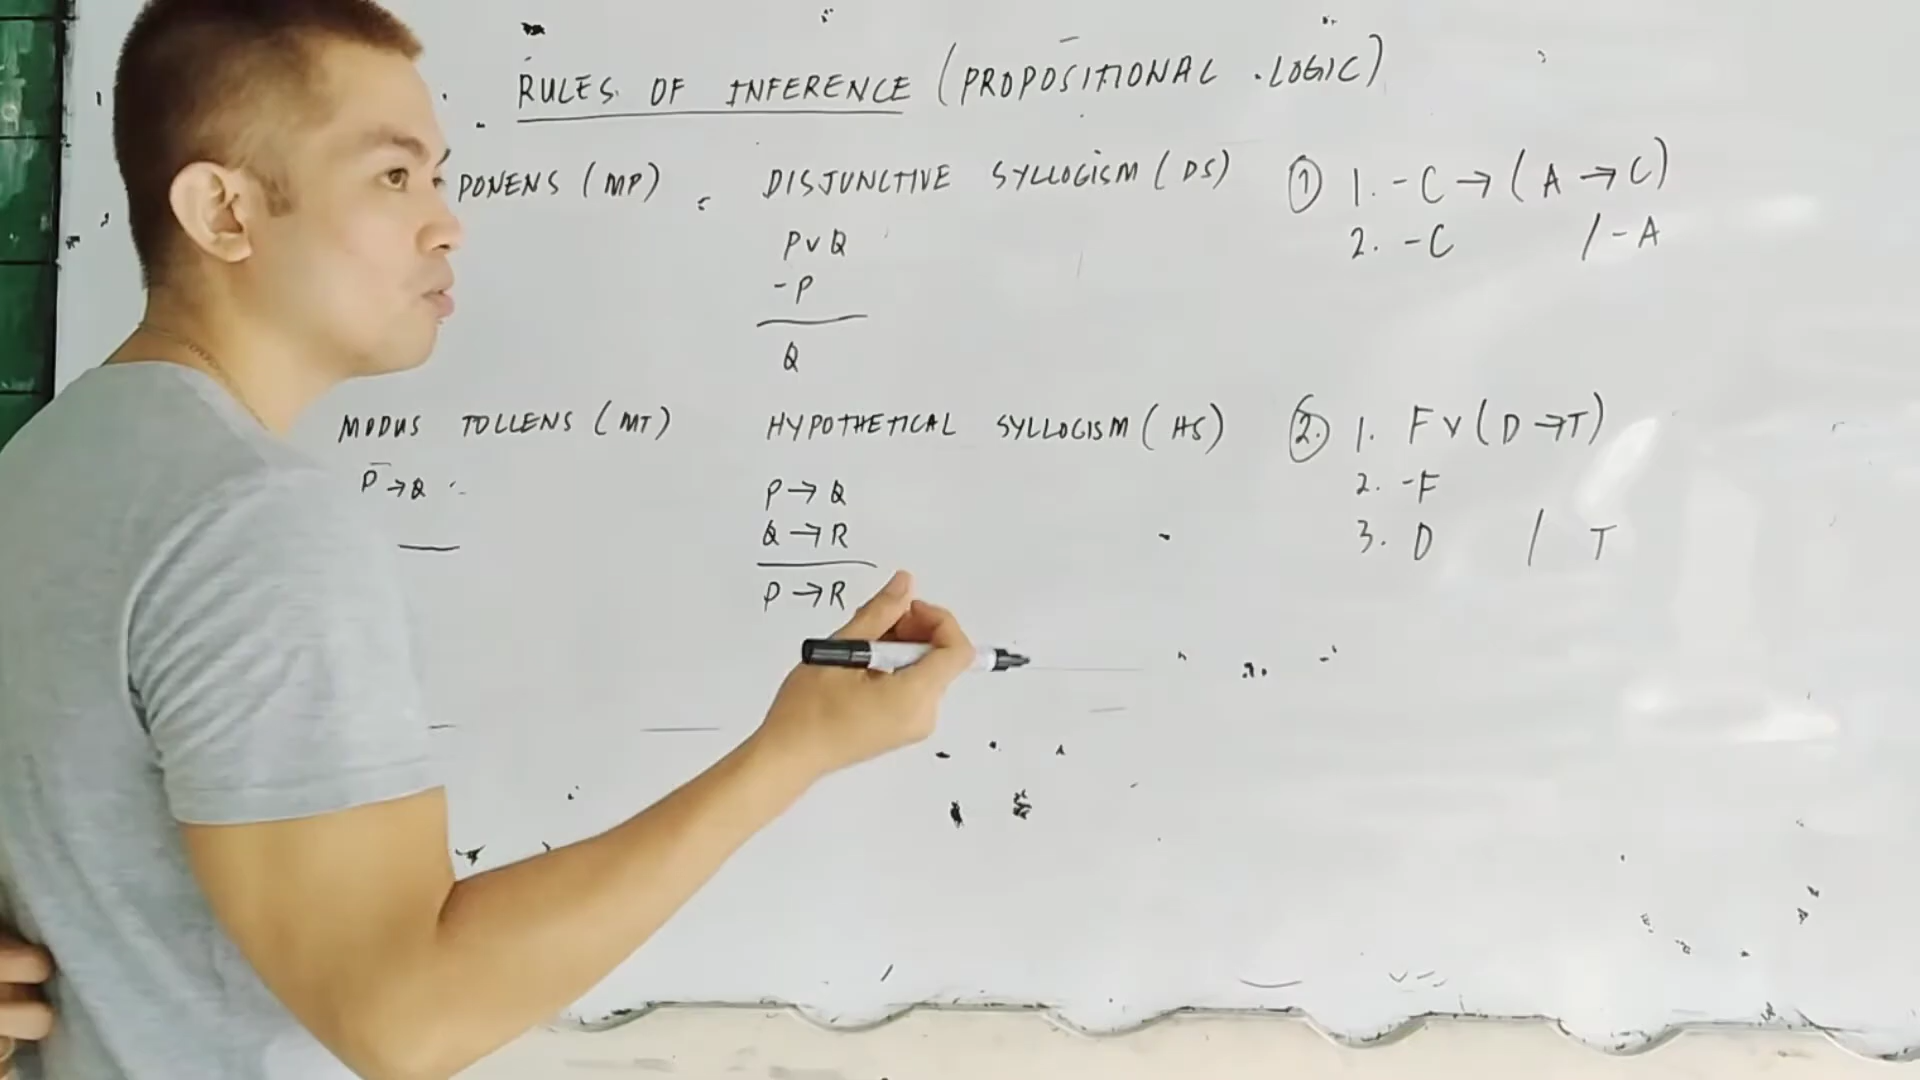 RULES OF INFERENCE (PROPOSITIONAL LOGIC)
PONENS (MP)
DISJUNCTIVE SYLLOGISM (DS)
P v Q
-P
Q
MODUS TOLLENS (MT)
P → Q
HYPOTHETICAL SYLLOGISM (HS)
P → Q
Q → R
P → R
① 1. -C → (A → C)
2. -C / -A
②. 1. F v (D → T)
2. -F
3. D / T